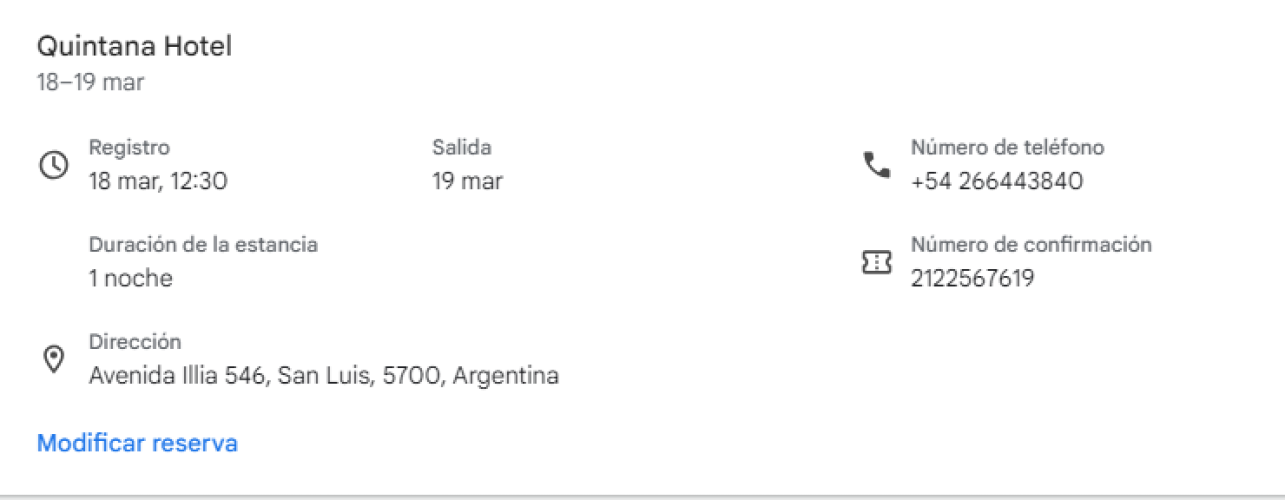 Quintana Hotel
18–19 mar
Registro
18 mar, 12:30
Salida
19 mar
Número de teléfono
+54 266443840
Duración de la estancia
1 noche
Número de confirmación
2122567619
Dirección
Avenida Illia 546, San Luis, 5700, Argentina
Modificar reserva